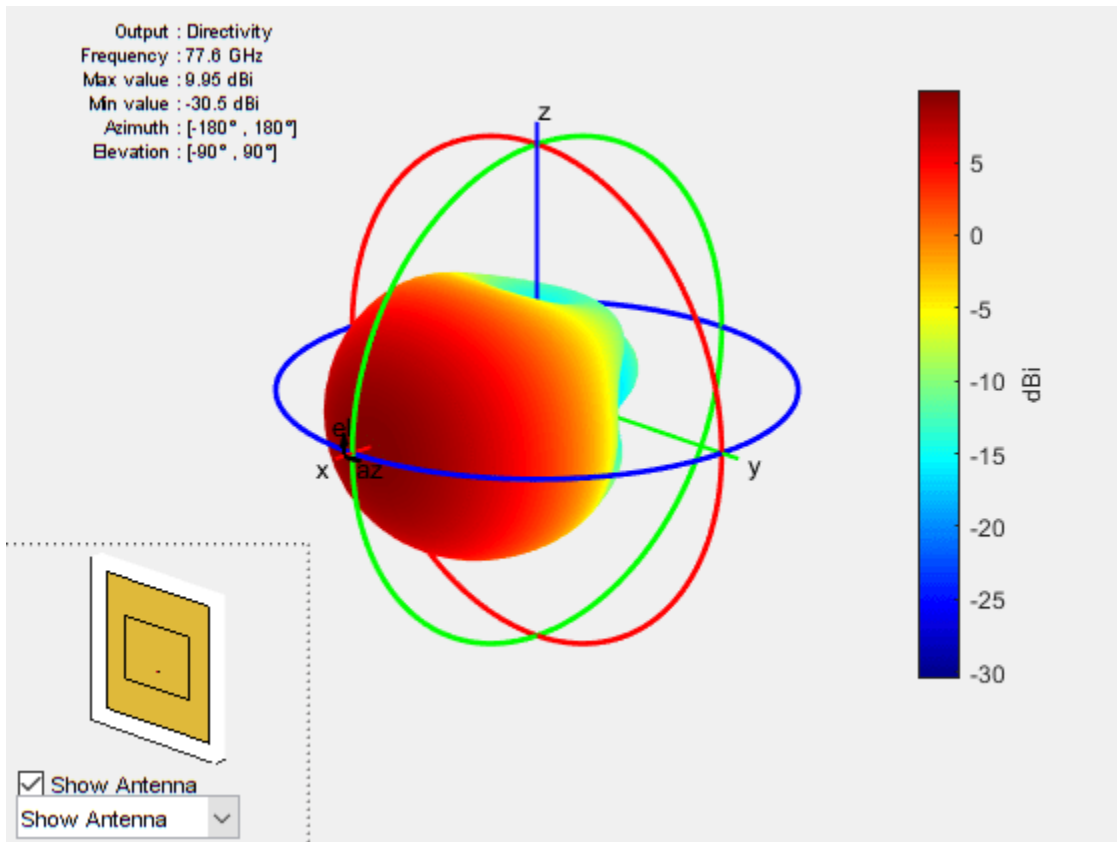 Output : Directivity
Frequency : 77.6 GHz
Max value : 9.95 dBi
Min value : -30.5 dBi
Azimuth : [-180° , 180°]
Elevation : [-90° , 90°]
z
5
0
-5
-10
-15
-20
-25
-30
dBi
el
x
az
y
Show Antenna
Show Antenna